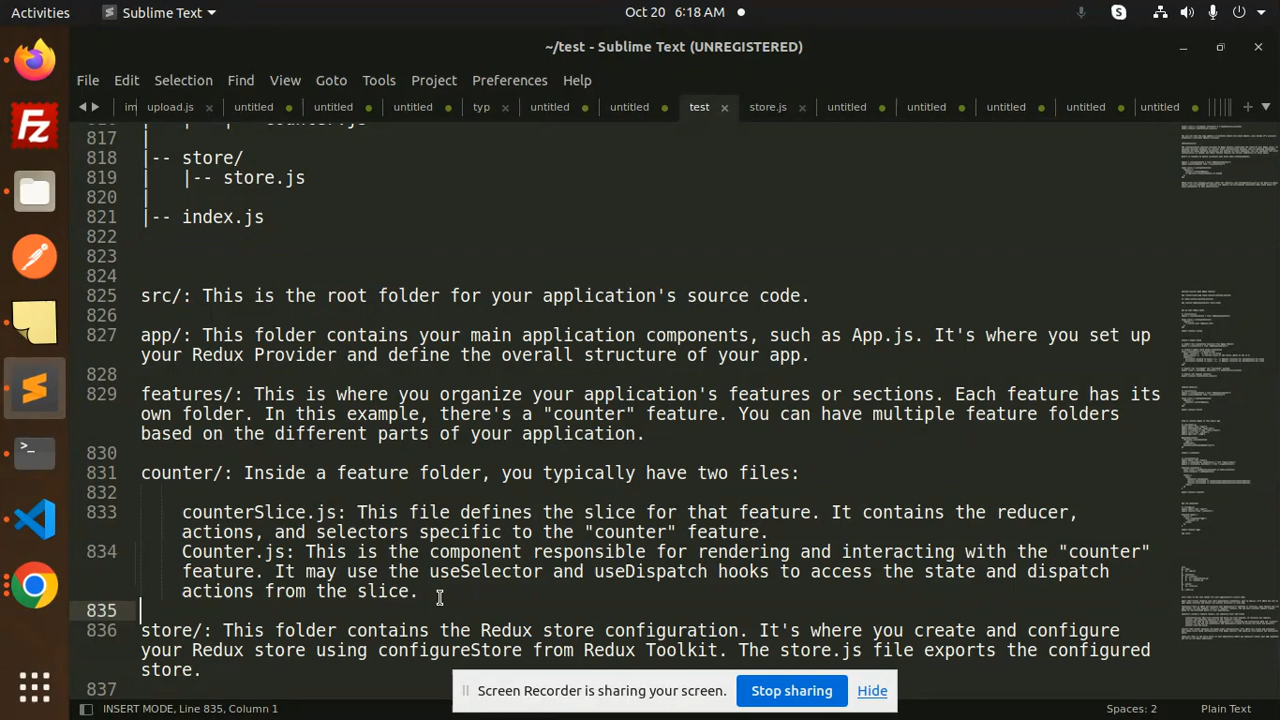 Activities
Sublime Text
Oct 20 6:18 AM
~/test - Sublime Text (UNREGISTERED)
File Edit Selection Find View Goto Tools Project Preferences Help
im upload.js untitled untitled untitled typ untitled untitled test store.js untitled untitled untitled untitled untitled
817 |
818 |-- store/
819 | |-- store.js
820 |
821 |-- index.js
822
823
824
825 src/: This is the root folder for your application's source code.
826
827 app/: This folder contains your main application components, such as App.js. It's where you set up
your Redux Provider and define the overall structure of your app.
828
829 features/: This is where you organize your application's features or sections. Each feature has its
own folder. In this example, there's a "counter" feature. You can have multiple feature folders
based on the different parts of your application.
830
831 counter/: Inside a feature folder, you typically have two files:
832
833 counterSlice.js: This file defines the slice for that feature. It contains the reducer,
actions, and selectors specific to the "counter" feature.
834 Counter.js: This is the component responsible for rendering and interacting with the "counter"
feature. It may use the useSelector and useDispatch hooks to access the state and dispatch
actions from the slice.
835
836 store/: This folder contains the Redux store configuration. It's where you create and configure
your Redux store using configureStore from Redux Toolkit. The store.js file exports the configured
store.
837
Screen Recorder is sharing your screen. Stop sharing Hide
INSERT MODE, Line 835, Column 1
Spaces: 2
Plain Text